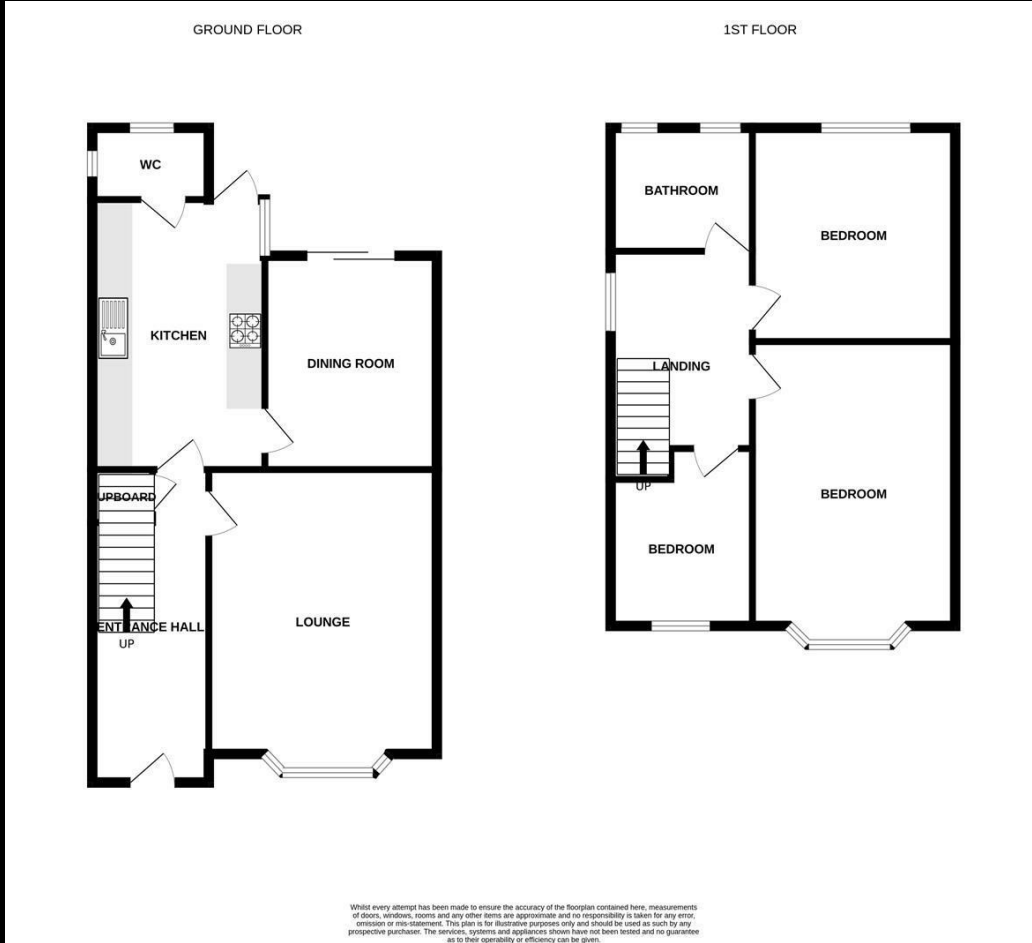 GROUND FLOOR
WC
KITCHEN
DINING ROOM
UPBOARD
ENTRANCE HALL
UP
LOUNGE
1ST FLOOR
BATHROOM
BEDROOM
LANDING
UP
BEDROOM
BEDROOM
Whilst every attempt has been made to ensure the accuracy of the floorplan contained here, measurements
of doors, windows, rooms and any other items are approximate and no responsibility is taken for any error,
omission or mis-statement. This plan is for illustrative purposes only and should be used as such by any
prospective purchaser. The services, systems and appliances shown have not been tested and no guarantee
as to their operability or efficiency can be given.